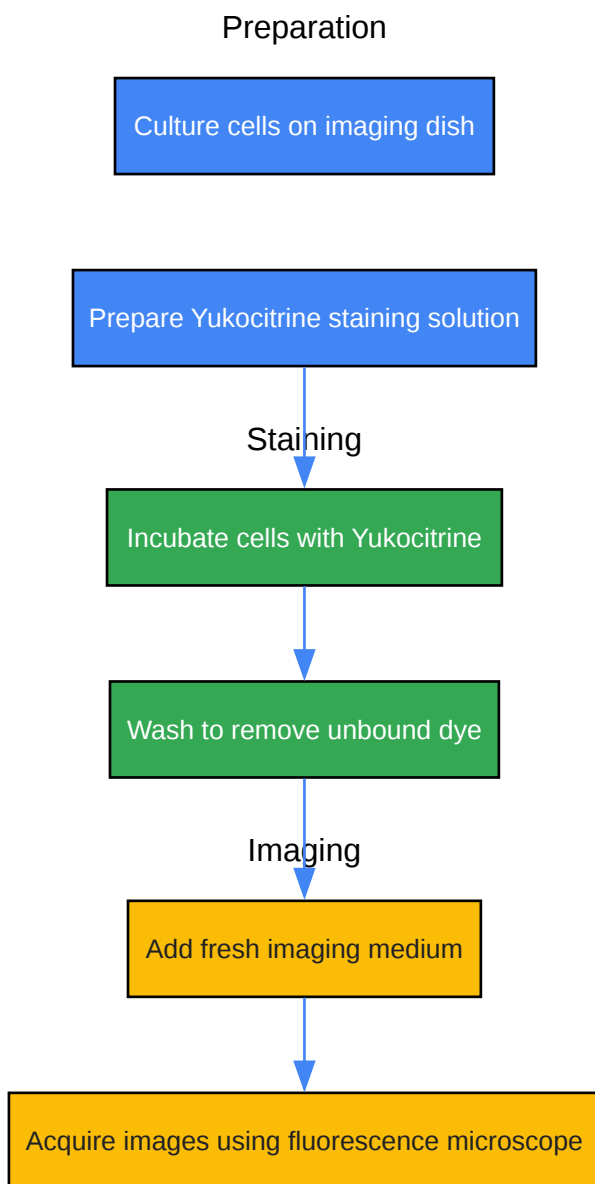 Preparation
Culture cells on imaging dish
Prepare Yukocitrine staining solution
Staining
Incubate cells with Yukocitrine
Wash to remove unbound dye
Imaging
Add fresh imaging medium
Acquire images using fluorescence microscope